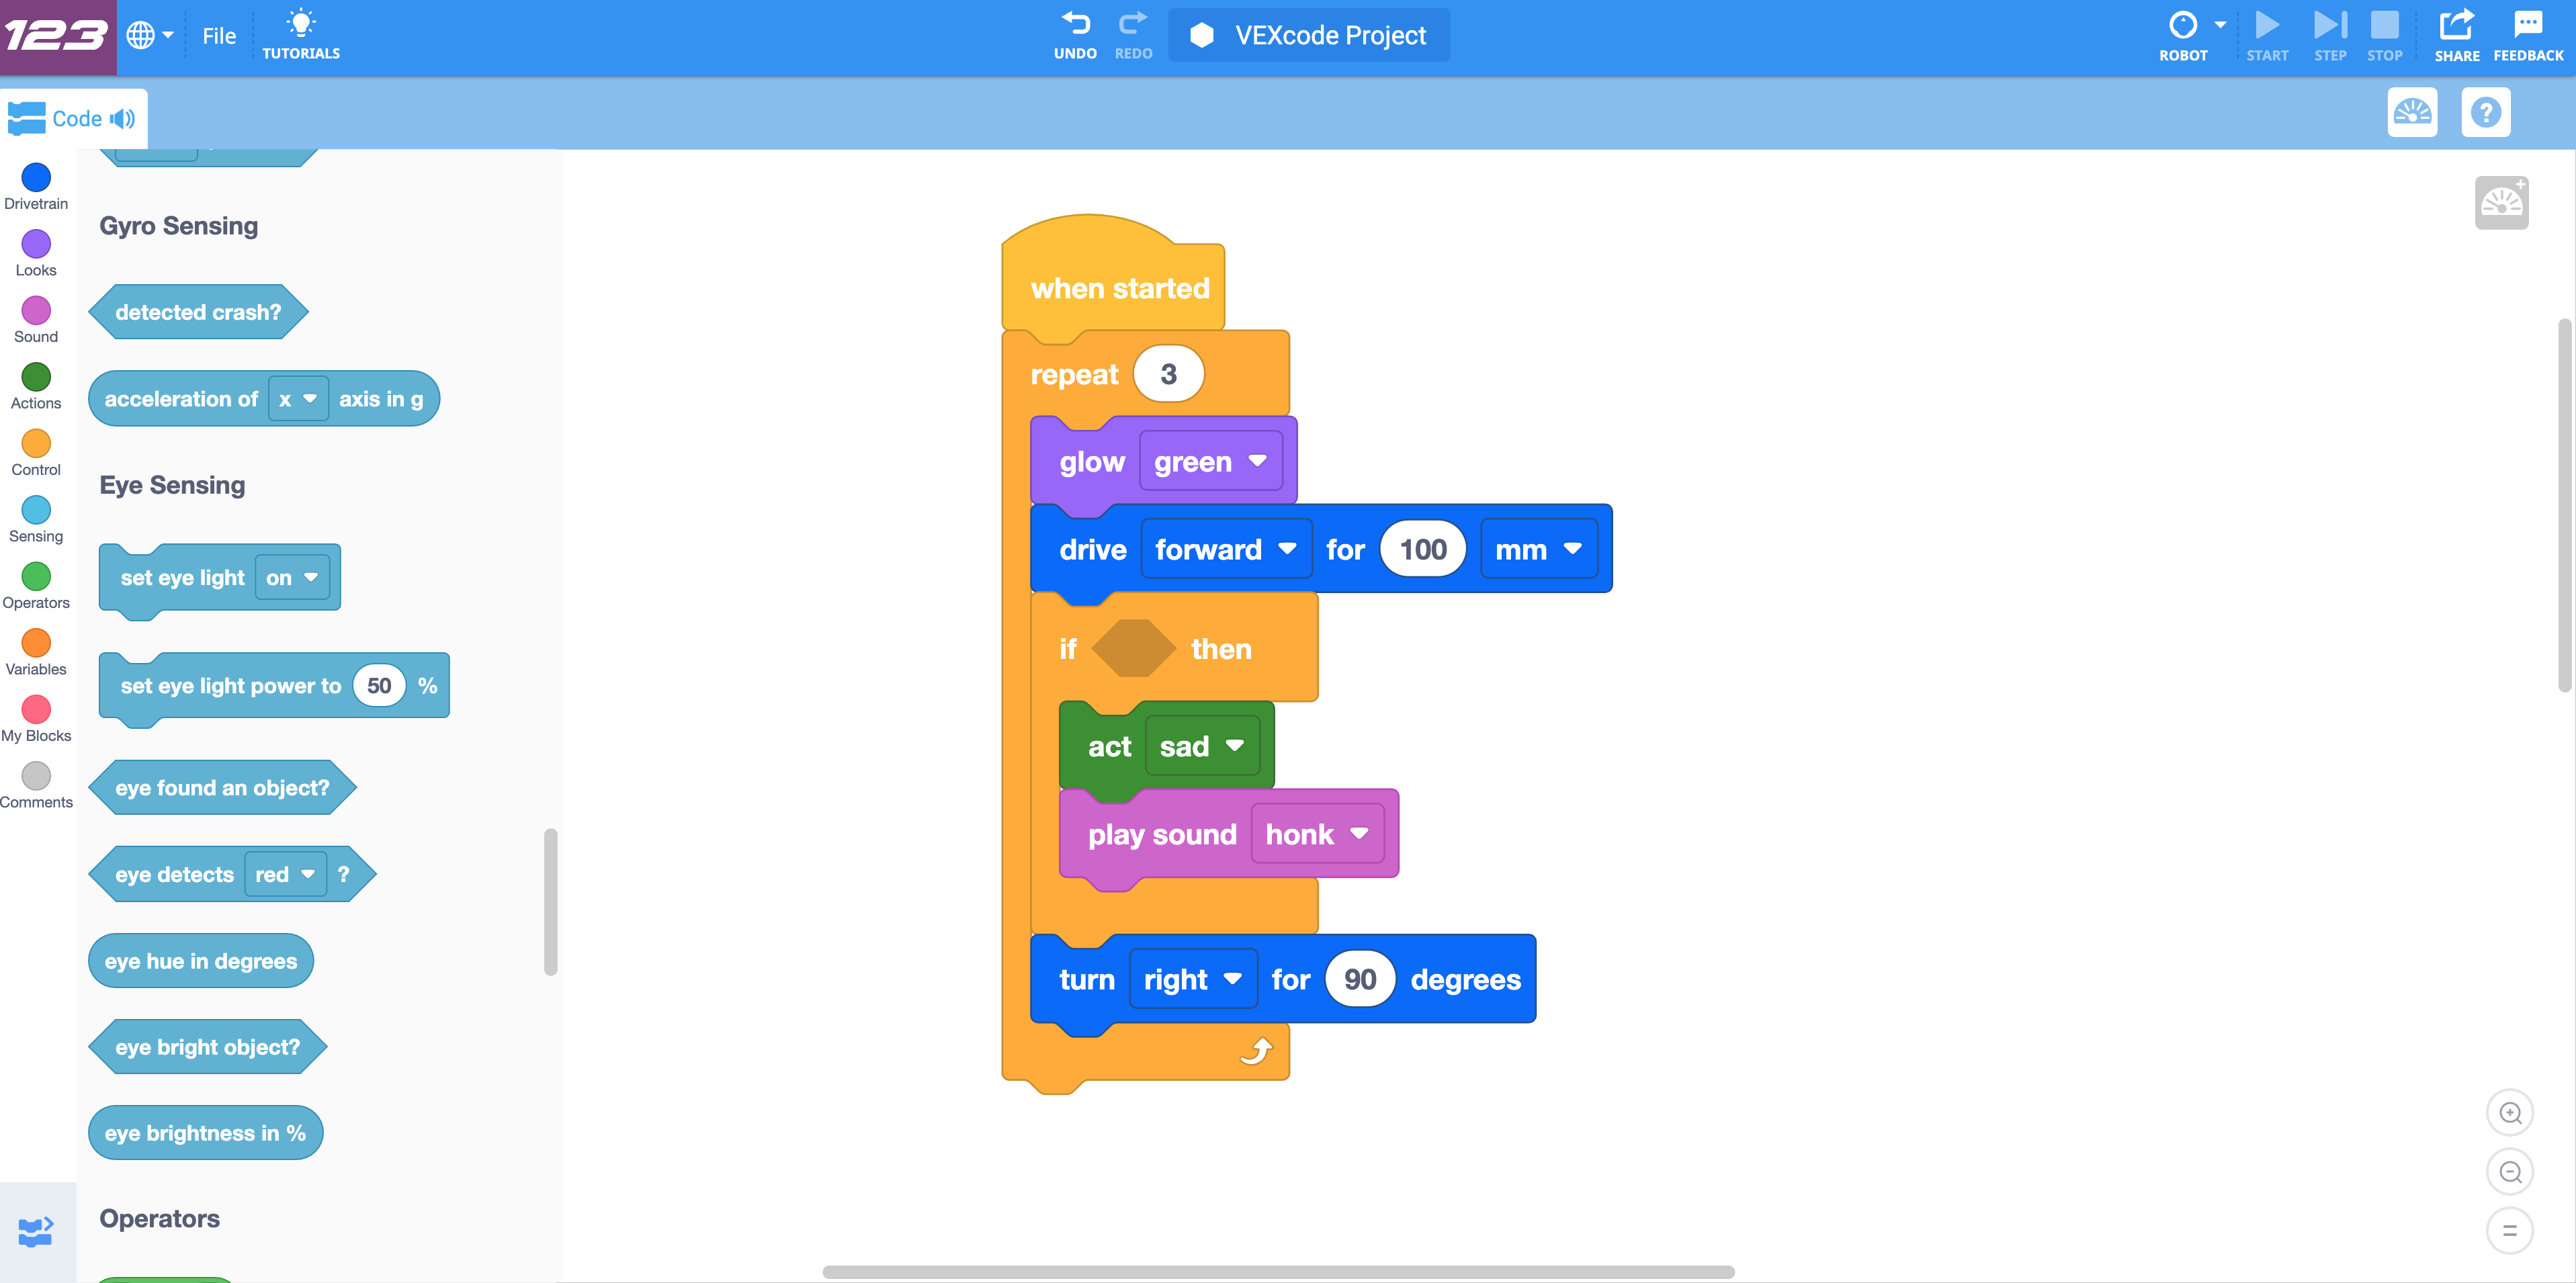 123
File
TUTORIALS
UNDO
REDO
VEXcode Project
ROBOT
START
STEP
STOP
SHARE
FEEDBACK
Code
Drivetrain
Looks
Sound
Actions
Control
Sensing
Operators
Variables
My Blocks
Comments
Gyro Sensing
detected crash?
acceleration of x axis in g
Eye Sensing
set eye light on
set eye light power to 50 %
eye found an object?
eye detects red ?
eye hue in degrees
eye bright object?
eye brightness in %
Operators
when started
repeat 3
glow green
drive forward for 100 mm
if then
act sad
play sound honk
turn right for 90 degrees